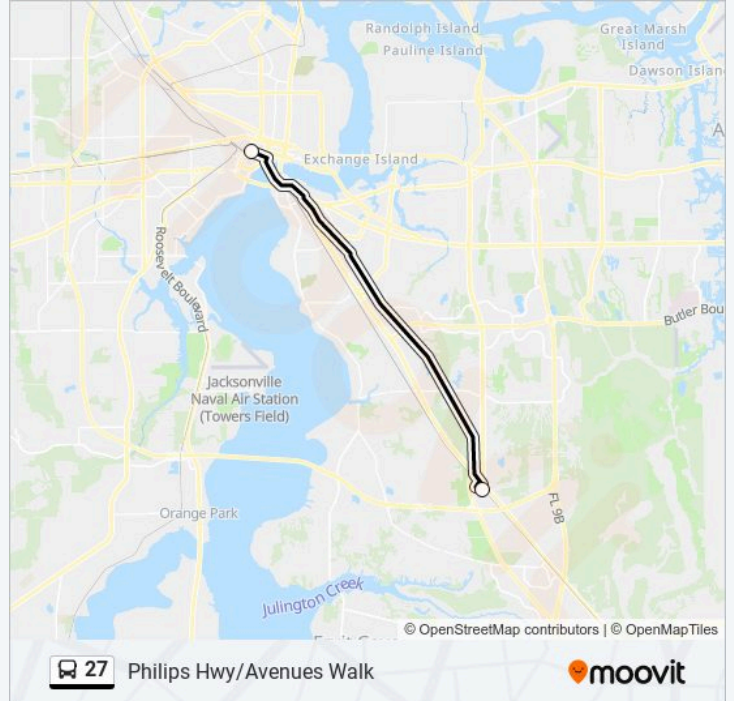 Randolph Island
Pauline Island
Great Marsh
Island
Dawson Islan
A
Exchange Island
Roosevelt Boulevard
Butler Bou
Jacksonville
Naval Air Station
(Towers Field)
Orange Park
FL 9B
Julington Creek
© OpenStreetMap contributors | © OpenMapTiles
27
Philips Hwy/Avenues Walk
moovit